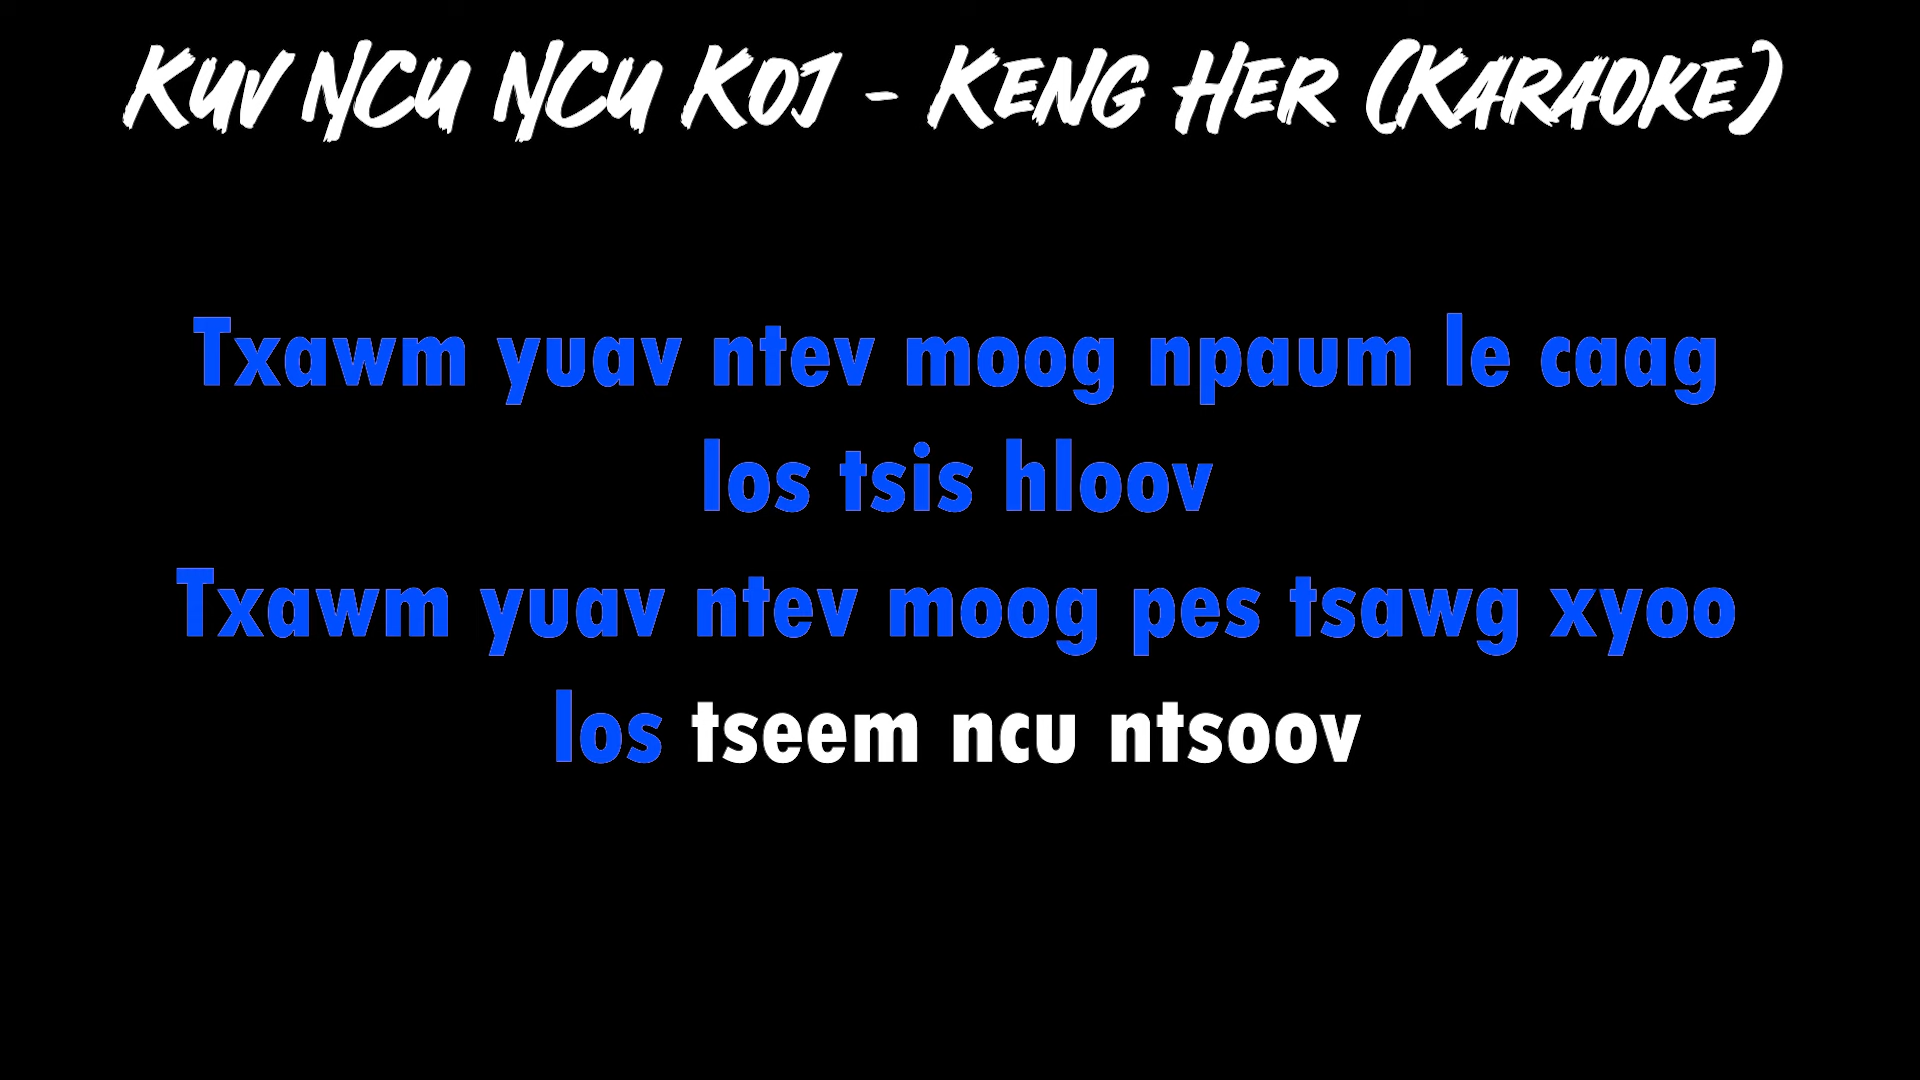 Kuv Ncu Ncu Koj - Keng Her (Karaoke)
Txawm yuav ntev moog npaum le caag
los tsis hloov
Txawm yuav ntev moog pes tsawg xyoo
los tseem ncu ntsoov